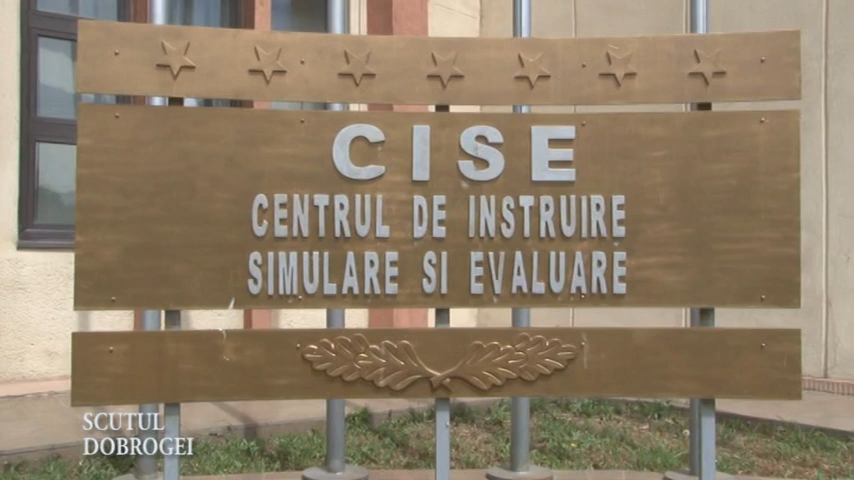 CISE
CENTRUL DE INSTRUIRE
SIMULARE SI EVALUARE
SCUTUL
DOBROGEI